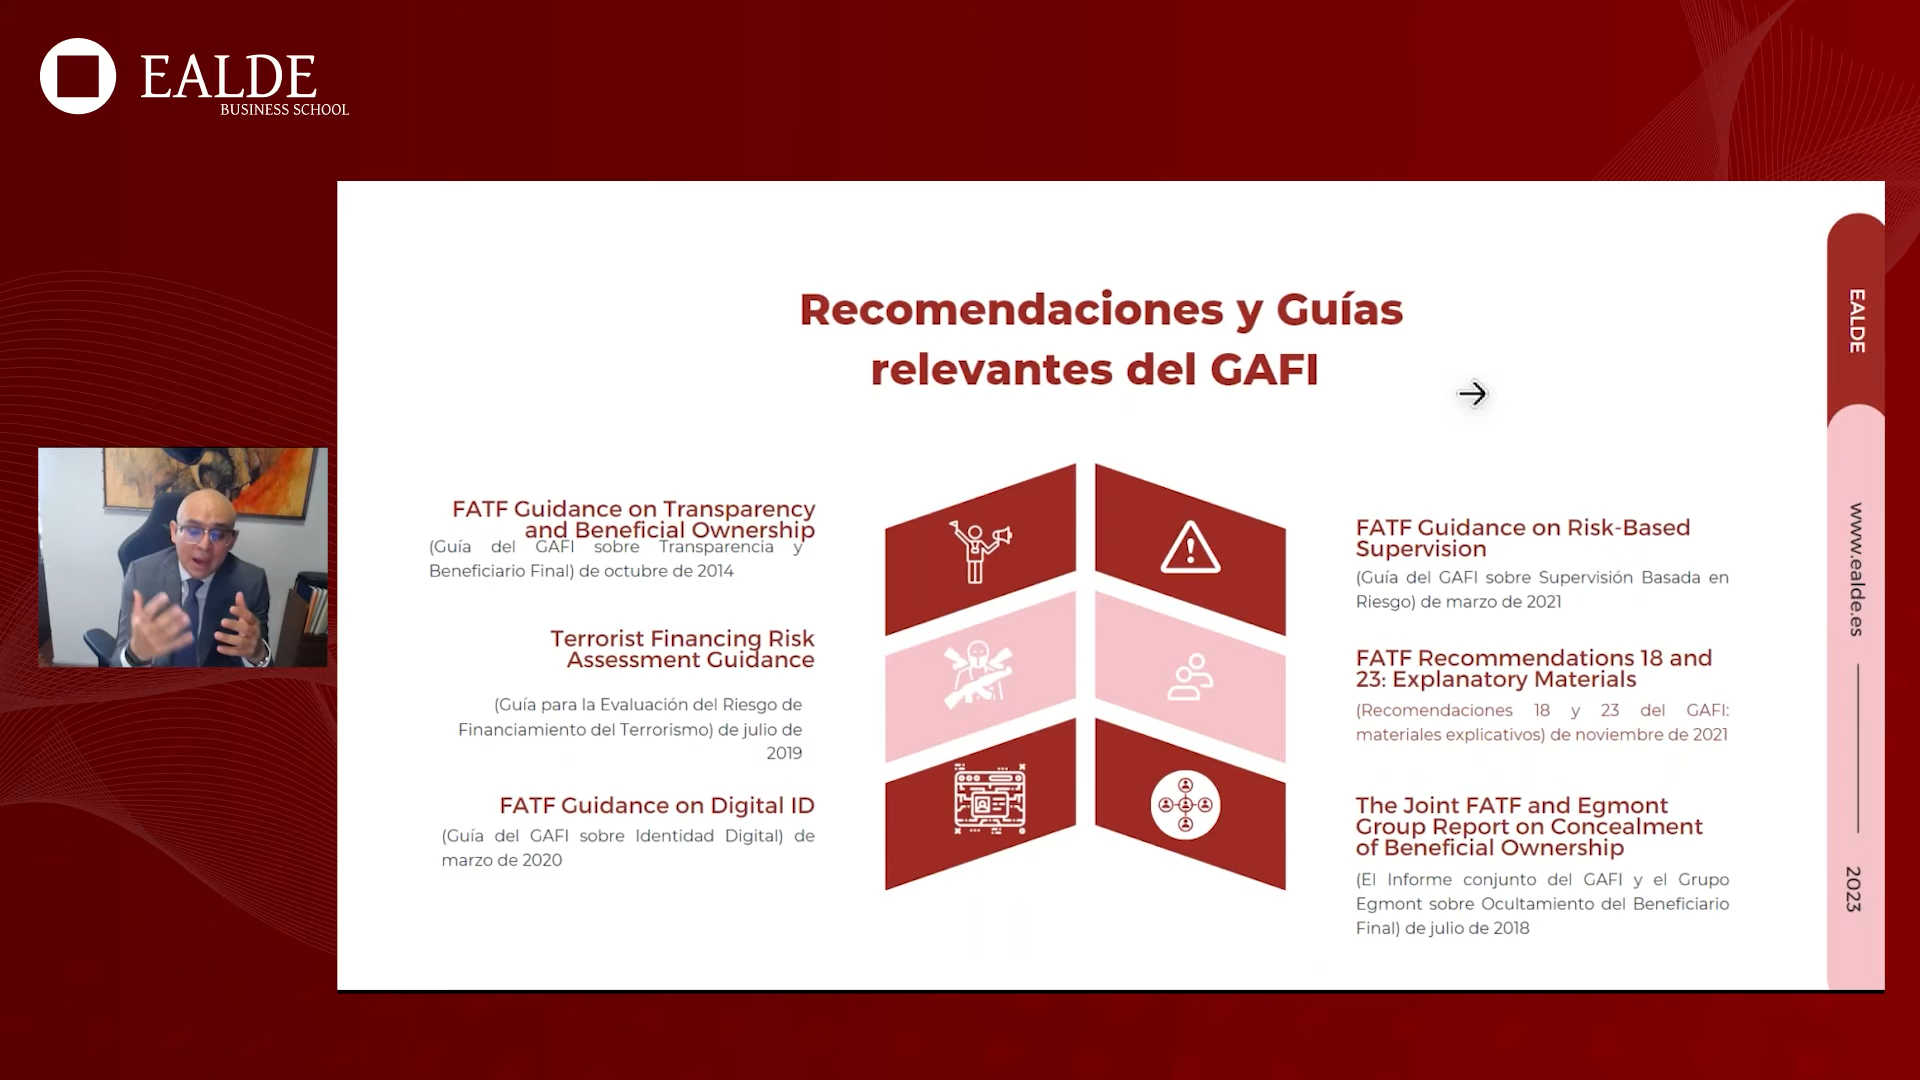 EALDE
BUSINESS SCHOOL
Recomendaciones y Guías
relevantes del GAFI
FATF Guidance on Transparency
and Beneficial Ownership
(Guía del GAFI sobre Transparencia y
Beneficiario Final) de octubre de 2014
Terrorist Financing Risk
Assessment Guidance
(Guía para la Evaluación del Riesgo de
Financiamiento del Terrorismo) de julio de
2019
FATF Guidance on Digital ID
(Guía del GAFI sobre Identidad Digital) de
marzo de 2020
FATF Guidance on Risk-Based
Supervision
(Guía del GAFI sobre Supervisión Basada en
Riesgo) de marzo de 2021
FATF Recommendations 18 and
23: Explanatory Materials
(Recomendaciones 18 y 23 del GAFI:
materiales explicativos) de noviembre de 2021
The Joint FATF and Egmont
Group Report on Concealment
of Beneficial Ownership
(El Informe conjunto del GAFI y el Grupo
Egmont sobre Ocultamiento del Beneficiario
Final) de julio de 2018
EALDE
www.ealde.es
2023